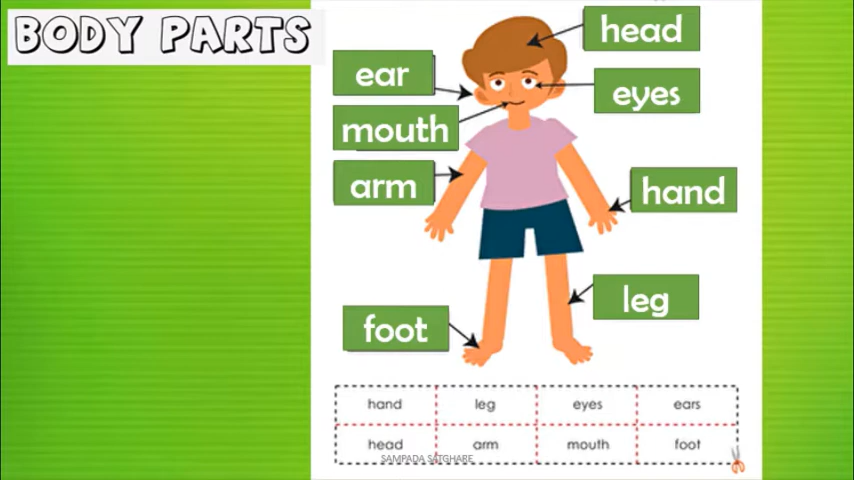 BODY PARTS
head
ear
eyes
mouth
arm
hand
leg
foot
hand leg eyes ears
head arm mouth foot
SAMPADA SATGHARE